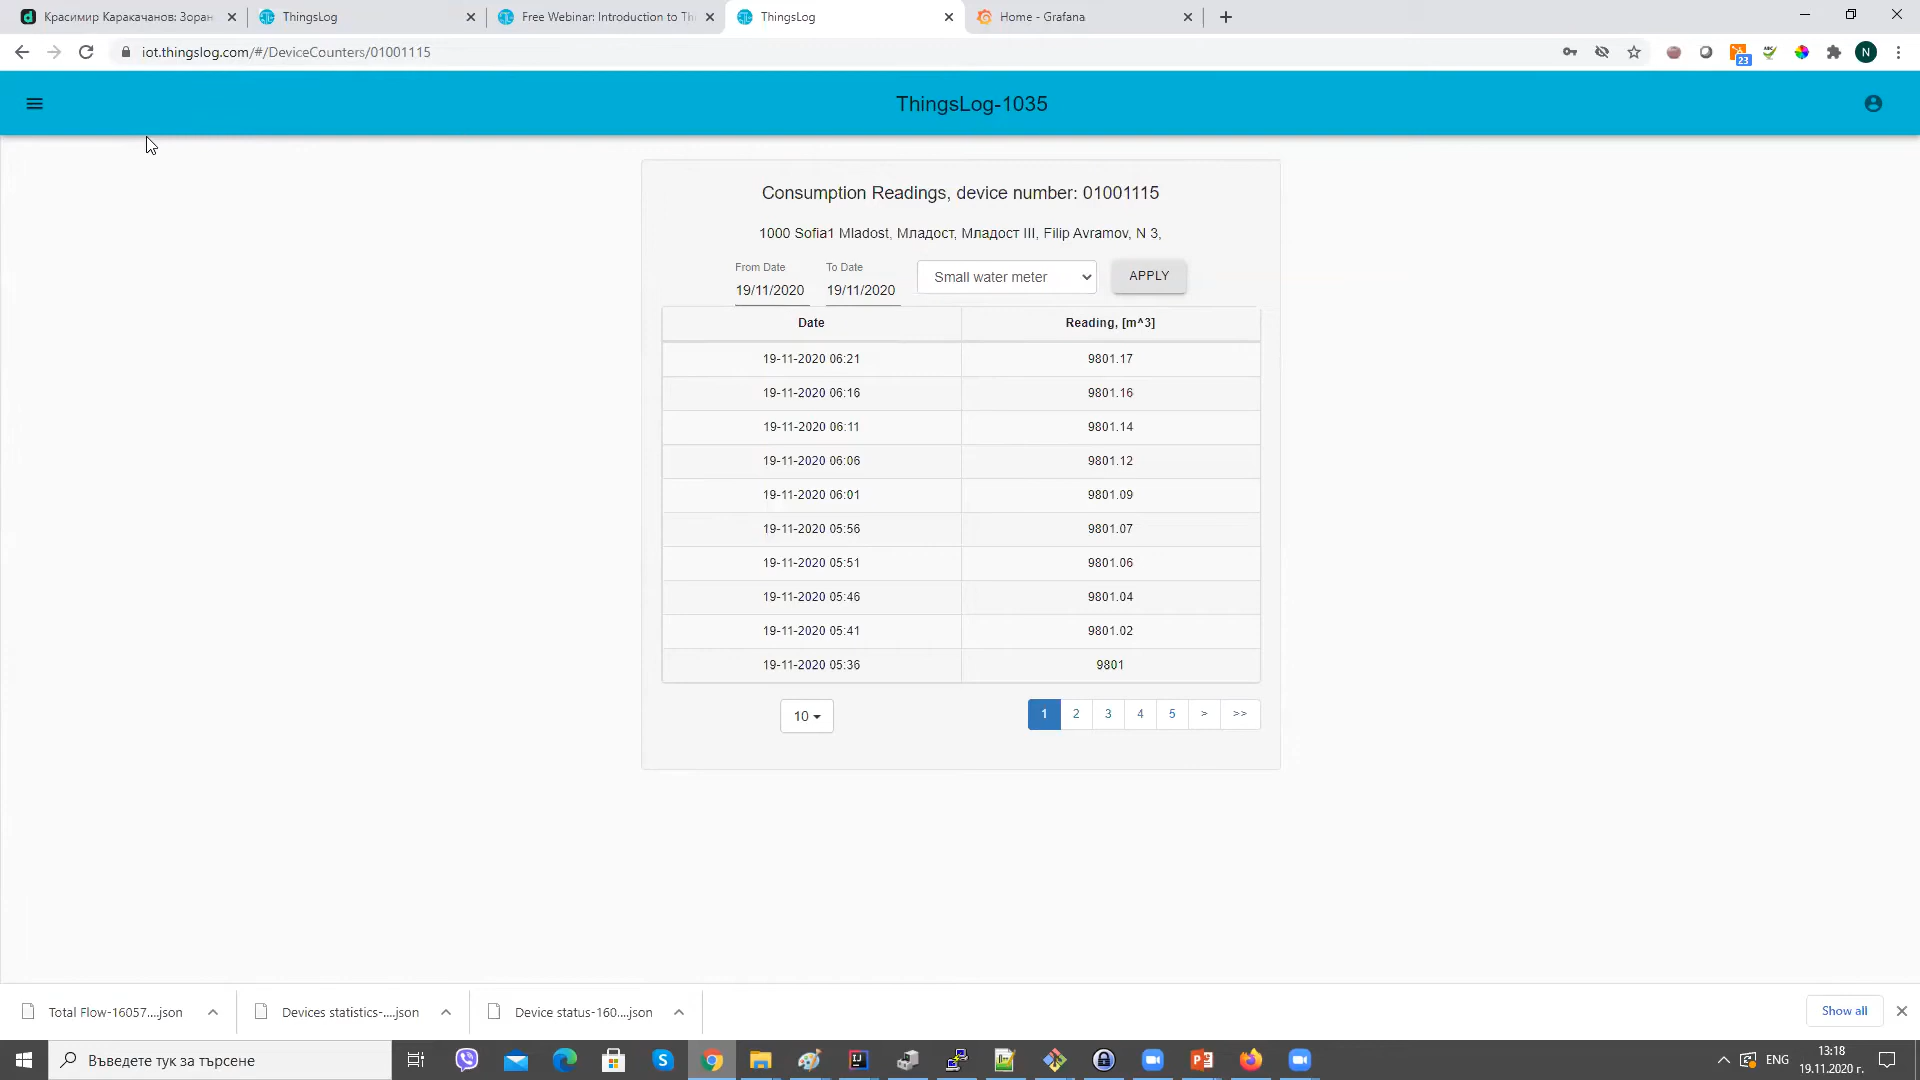 Красимир Каракачанов: Зоран
ThingsLog
Free Webinar: Introduction to Thi
ThingsLog
Home - Grafana
iot.thingslog.com/#/DeviceCounters/01001115
23
N
ThingsLog-1035
Consumption Readings, device number: 01001115
1000 Sofia1 Mladost, Младост, Младост III, Filip Avramov, N 3,
From Date
To Date
19/11/2020
19/11/2020
Small water meter
APPLY
Date
Reading, [m^3]
19-11-2020 06:21
9801.17
19-11-2020 06:16
9801.16
19-11-2020 06:11
9801.14
19-11-2020 06:06
9801.12
19-11-2020 06:01
9801.09
19-11-2020 05:56
9801.07
19-11-2020 05:51
9801.06
19-11-2020 05:46
9801.04
19-11-2020 05:41
9801.02
19-11-2020 05:36
9801
10
1 2 3 4 5 > >>
Total Flow-16057....json
Devices statistics-....json
Device status-160....json
Show all
Въведете тук за търсене
ENG
13:18
19.11.2020 г.